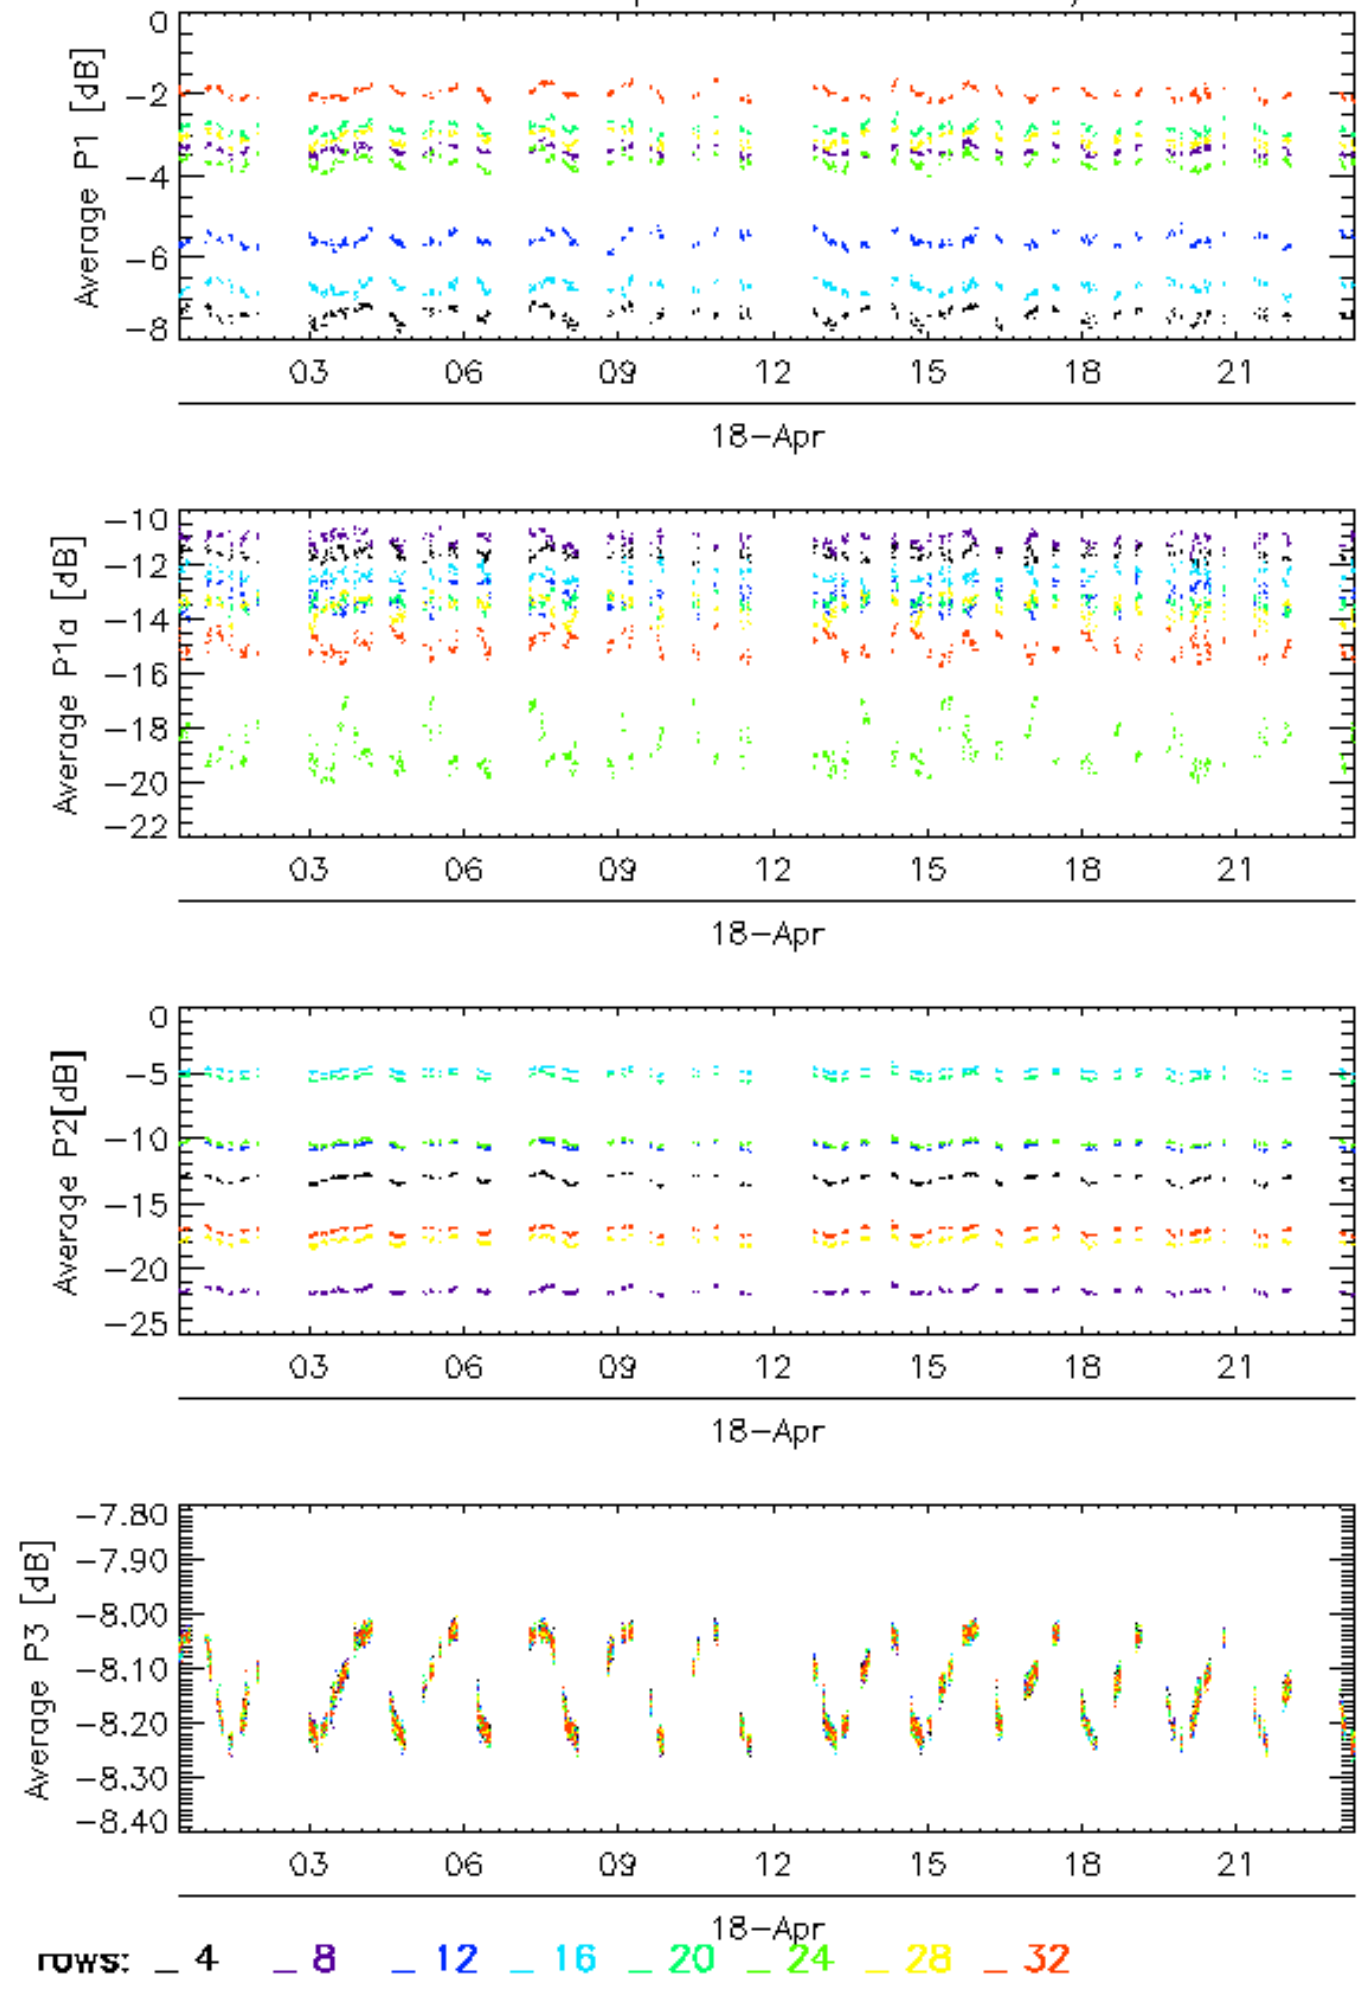 0
-2
-4
-6
-8
Average P1 [dB]
03 06 09 12 15 18 21
18-Apr
-10
-12
-14
-16
-18
-20
-22
Average P1a [dB]
03 06 09 12 15 18 21
18-Apr
0
-5
-10
-15
-20
-25
Average P2[dB]
03 06 09 12 15 18 21
18-Apr
-7.80
-7.90
-8.00
-8.10
-8.20
-8.30
-8.40
Average P3 [dB]
03 06 09 12 15 18 21
18-Apr
rows: _ 4 _ 8 _ 12 _ 16 _ 20 _ 24 _ 28 _ 32